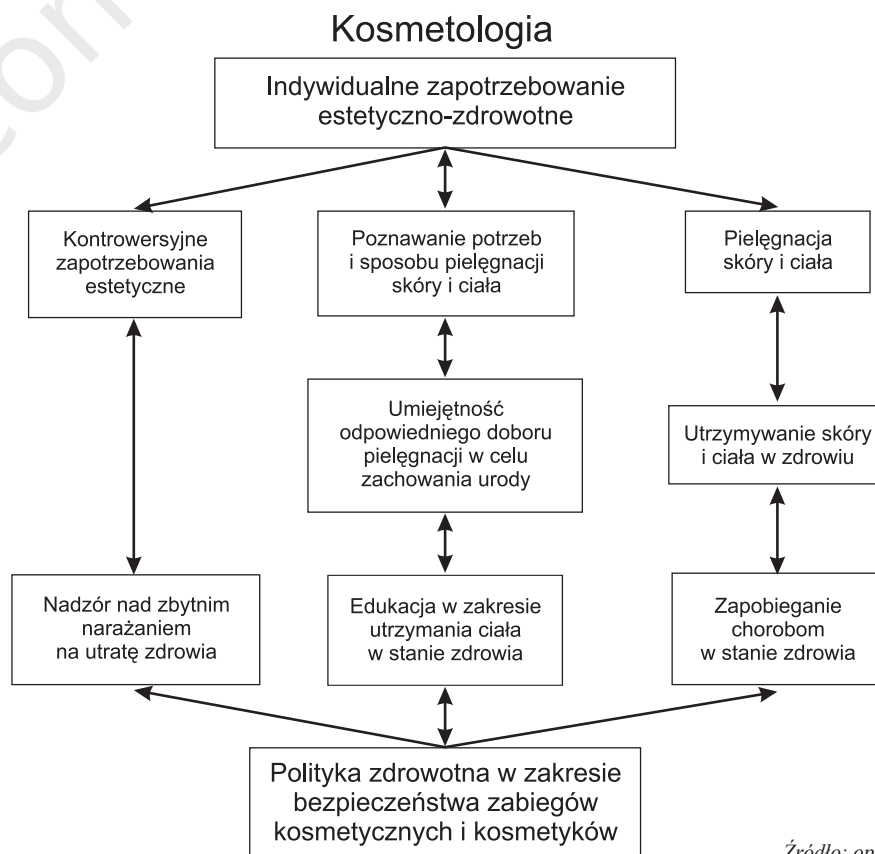 Kosmetologia
Indywidualne zapotrzebowanie
estetyczno-zdrowotne
Kontrowersyjne
zapotrzebowania
estetyczne
Poznawanie potrzeb
i sposobu pielęgnacji
skóry i ciała
Pielęgnacja
skóry i ciała
Umiejętność
odpowiedniego doboru
pielęgnacji w celu
zachowania urody
Utrzymywanie skóry
i ciała w zdrowiu
Nadzór nad zbytnim
narażaniem
na utratę zdrowia
Edukacja w zakresie
utrzymania ciała
w stanie zdrowia
Zapobieganie
chorobom
w stanie zdrowia
Polityka zdrowotna w zakresie
bezpieczeństwa zabiegów
kosmetycznych i kosmetyków
Źródło: